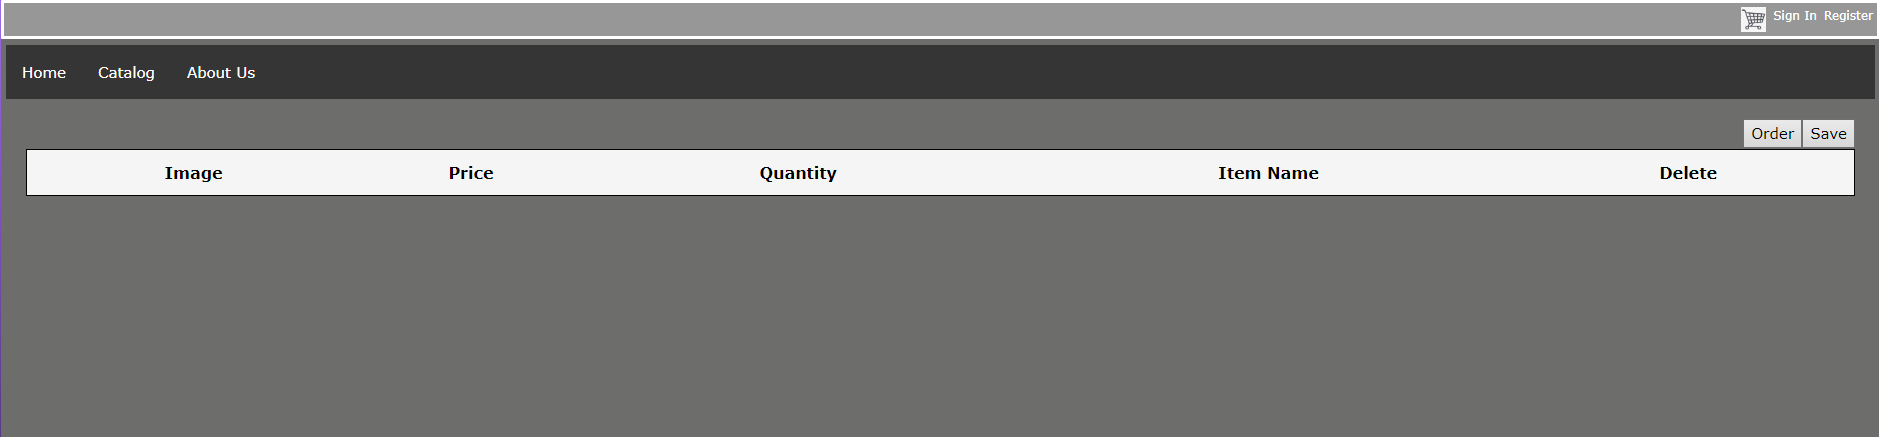 Sign In Register
Home Catalog About Us
Order Save
Image Price Quantity Item Name Delete